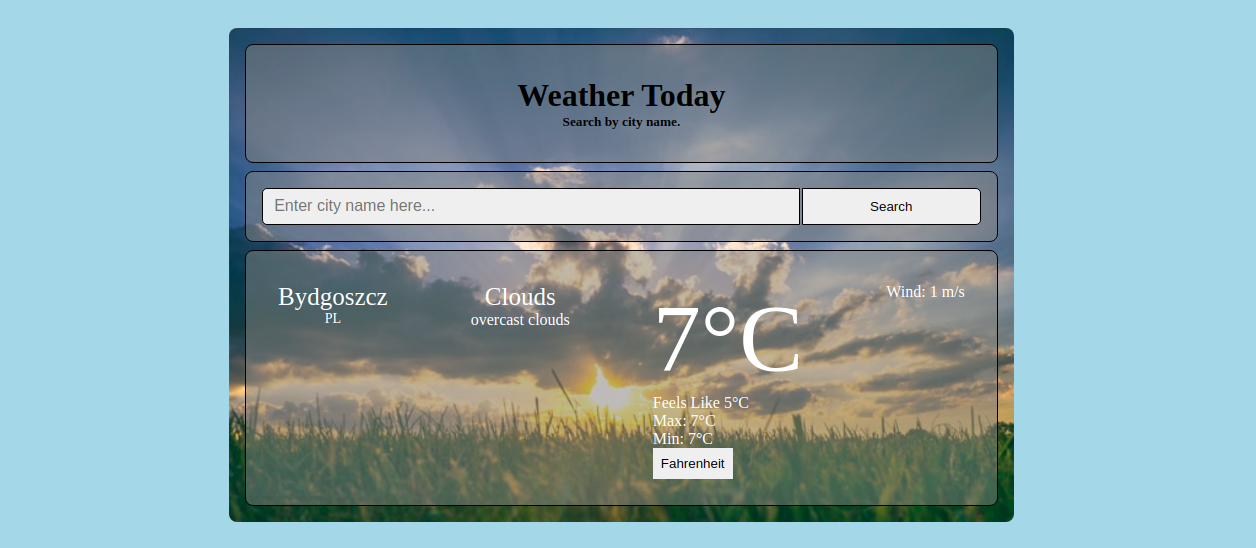 Weather Today
Search by city name.
Enter city name here...
Search
Bydgoszcz
PL
Clouds
overcast clouds
7°C
Feels Like 5°C
Max: 7°C
Min: 7°C
Fahrenheit
Wind: 1 m/s